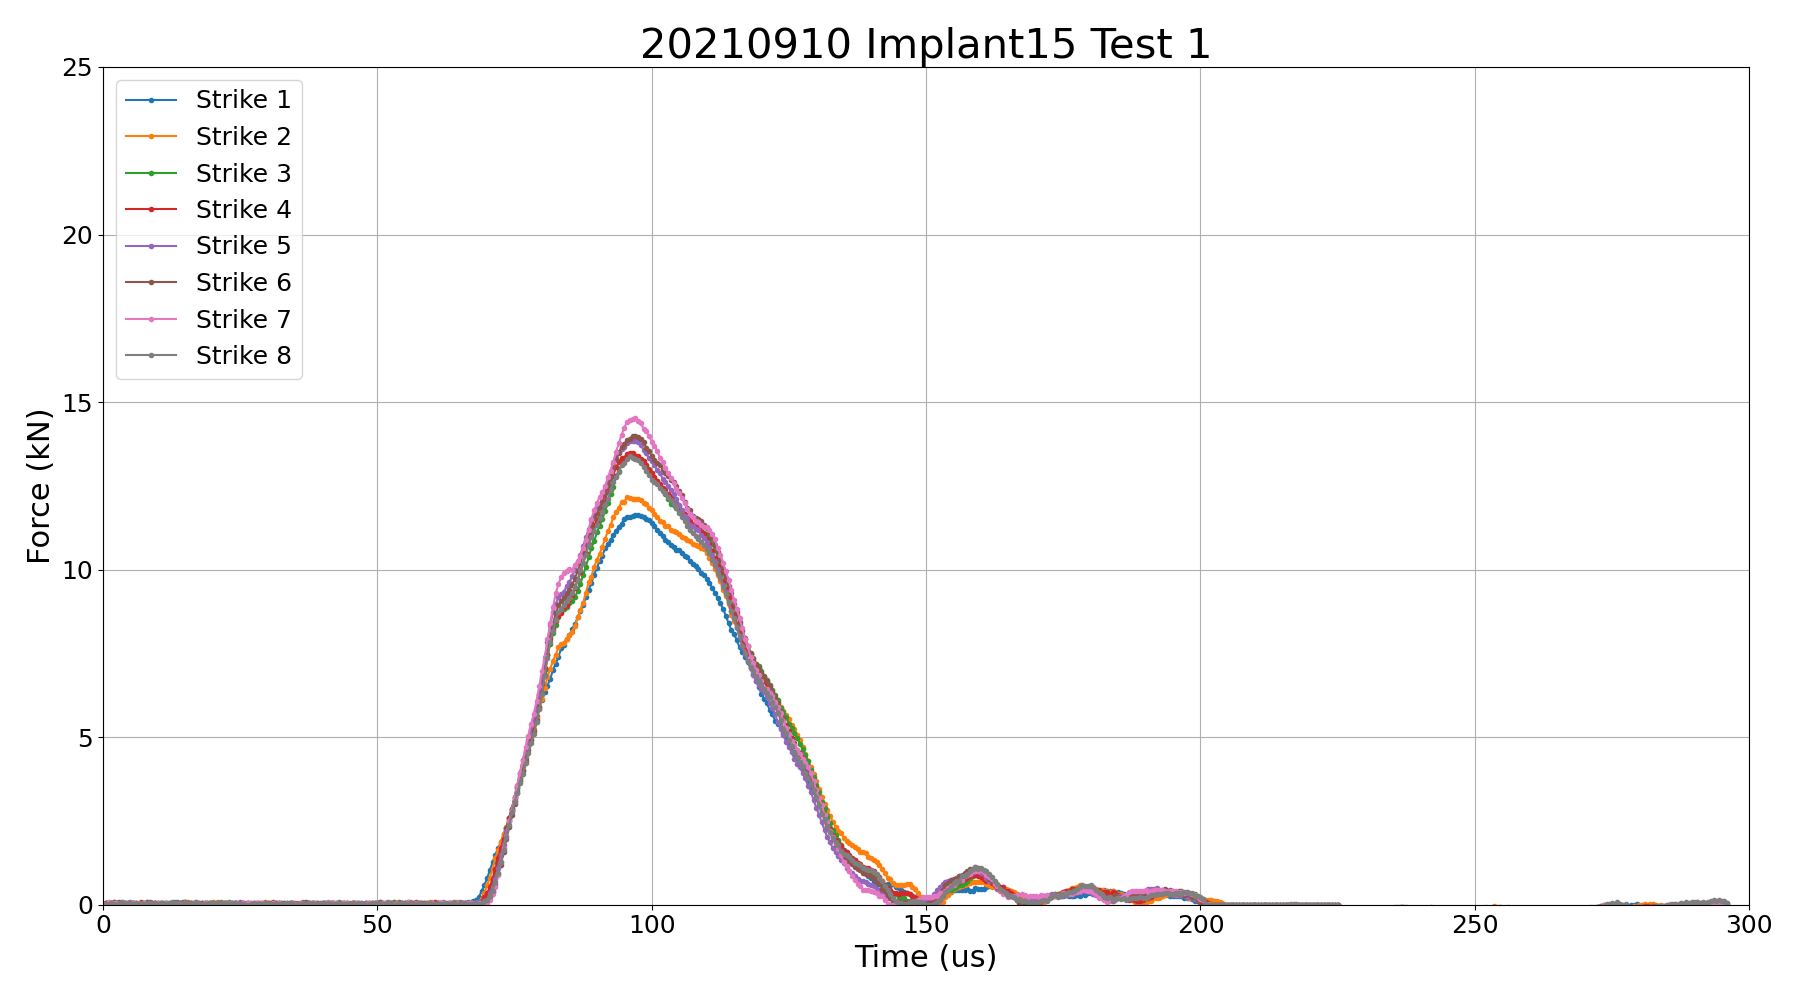 20210910 Implant15 Test 1
25
20
15
10
5
0
Force (kN)
Strike 1
Strike 2
Strike 3
Strike 4
Strike 5
Strike 6
Strike 7
Strike 8
0 50 100 150 200 250 300
Time (us)